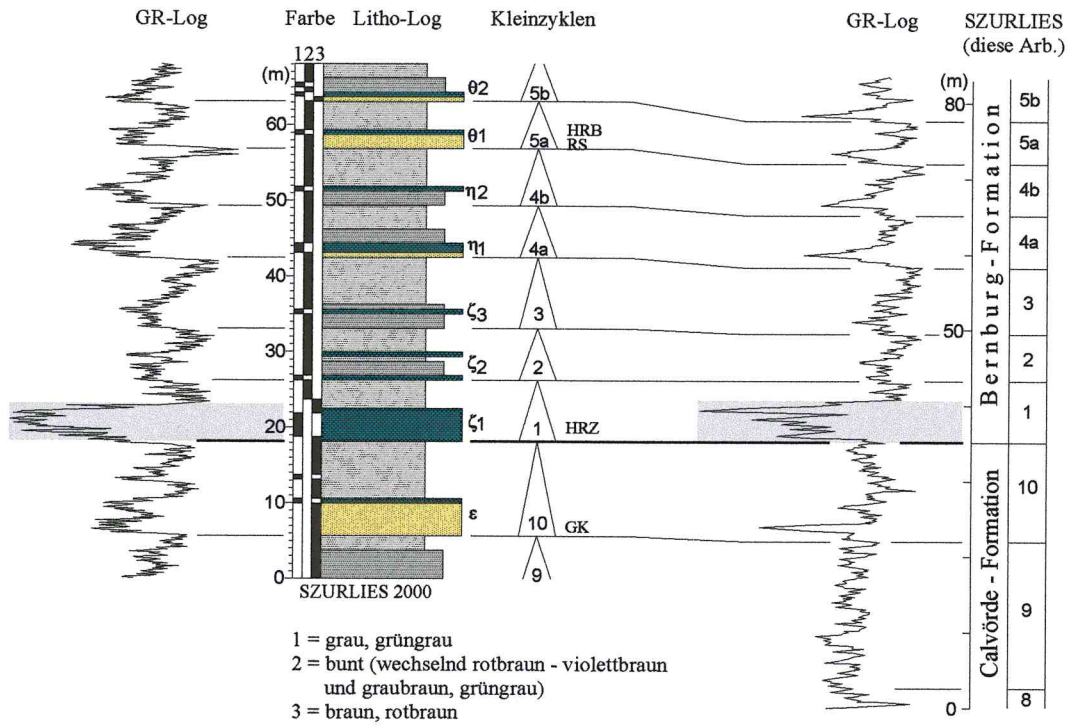 GR-Log Farbe Litho-Log Kleinzyklen GR-Log SZURLIES
(diese Arb.)
123
(m)
60
50
40
30
20
10
0
θ2
θ1
η2
η1
ζ3
ζ2
ζ1
ε
5b
5a
4b
4a
3
2
1
10
9
HRB
RS
HRZ
GK
(m)
80
50
0
Bernburg-Formation
Calvörde-Formation
5b
5a
4b
4a
3
2
1
10
9
8
SZURLIES 2000
1 = grau, grüngrau
2 = bunt (wechselnd rotbraun - violettbraun
und graubraun, grüngrau)
3 = braun, rotbraun